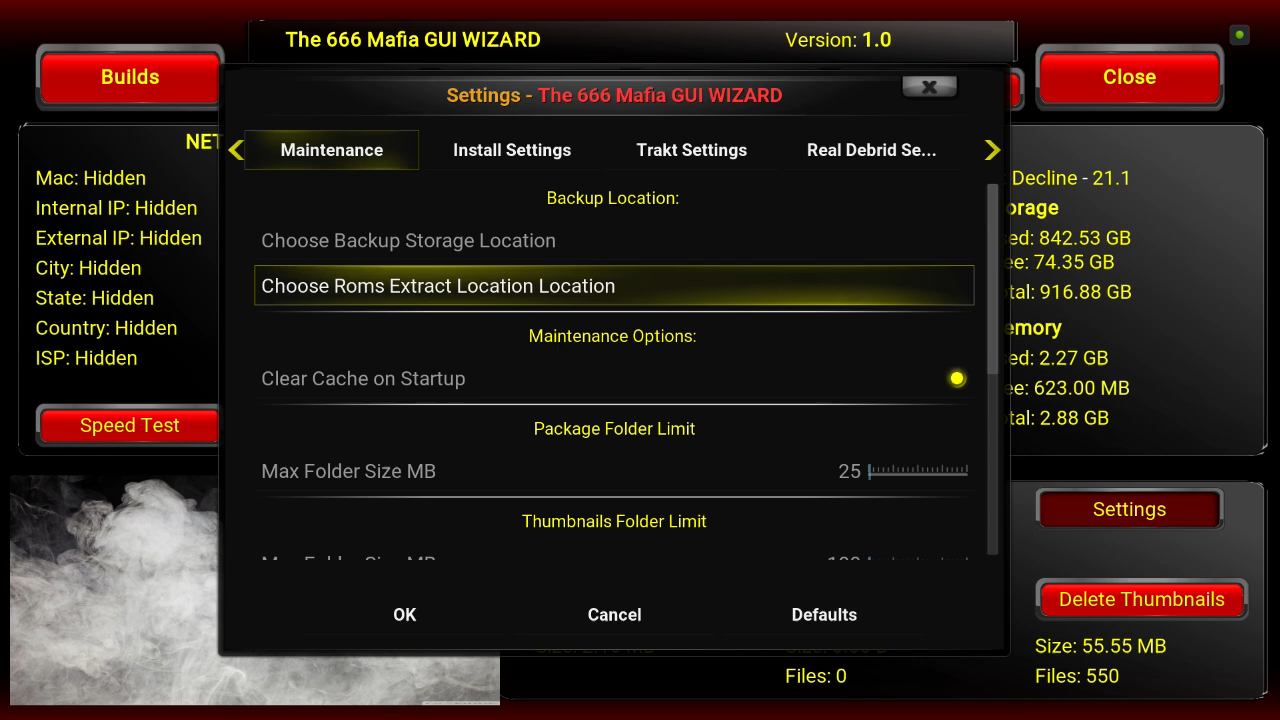 The 666 Mafia GUI WIZARD
Version: 1.0
Builds
Close
Settings - The 666 Mafia GUI WIZARD
Maintenance
Install Settings
Trakt Settings
Real Debrid Se...
NET
Mac: Hidden
Internal IP: Hidden
External IP: Hidden
City: Hidden
State: Hidden
Country: Hidden
ISP: Hidden
Speed Test
Backup Location:
Choose Backup Storage Location
Choose Roms Extract Location Location
Maintenance Options:
Clear Cache on Startup
Package Folder Limit
Max Folder Size MB 25
Thumbnails Folder Limit
Max Folder Size MB
OK
Cancel
Defaults
Decline - 21.1
orage
ed: 842.53 GB
ee: 74.35 GB
tal: 916.88 GB
emory
ed: 2.27 GB
ee: 623.00 MB
tal: 2.88 GB
Settings
Delete Thumbnails
Size: 55.55 MB
Files: 0
Files: 550